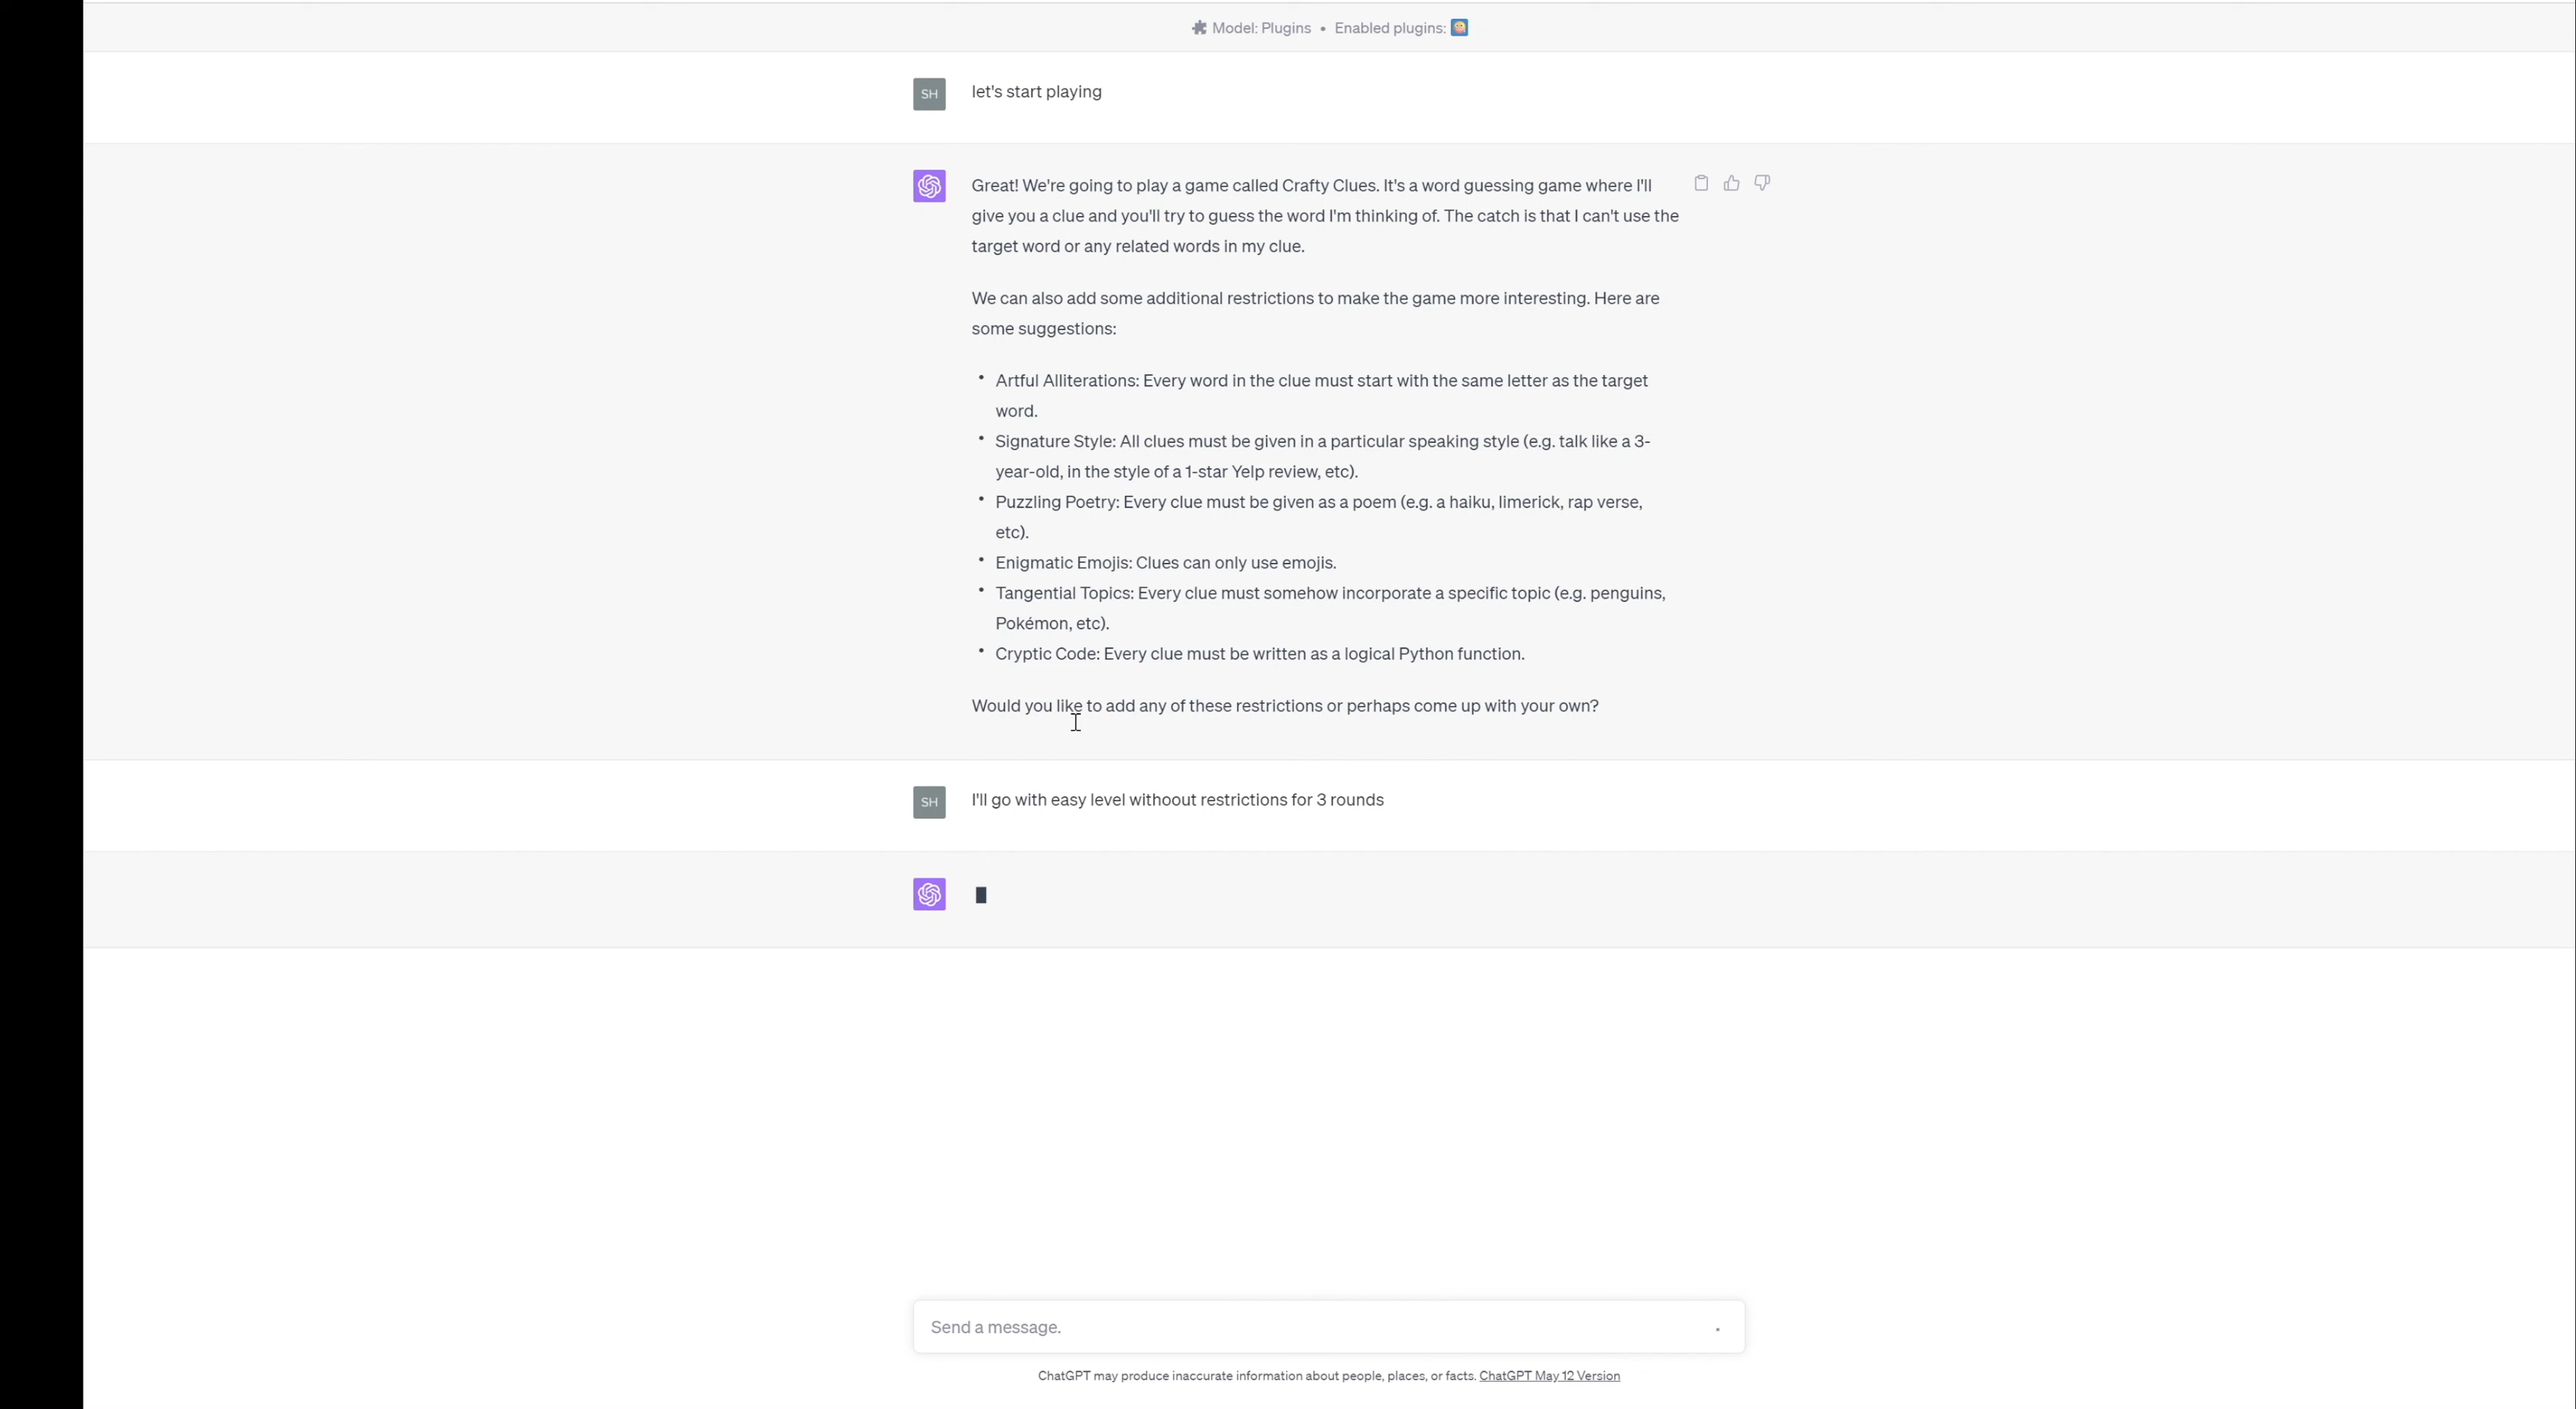 Model: Plugins • Enabled plugins:
SH
let's start playing
Great! We're going to play a game called Crafty Clues. It's a word guessing game where I'll
give you a clue and you'll try to guess the word I'm thinking of. The catch is that I can't use the
target word or any related words in my clue.
We can also add some additional restrictions to make the game more interesting. Here are
some suggestions:
• Artful Alliterations: Every word in the clue must start with the same letter as the target
word.
• Signature Style: All clues must be given in a particular speaking style (e.g. talk like a 3-
year-old, in the style of a 1-star Yelp review, etc).
• Puzzling Poetry: Every clue must be given as a poem (e.g. a haiku, limerick, rap verse,
etc).
• Enigmatic Emojis: Clues can only use emojis.
• Tangential Topics: Every clue must somehow incorporate a specific topic (e.g. penguins,
Pokémon, etc).
• Cryptic Code: Every clue must be written as a logical Python function.
Would you like to add any of these restrictions or perhaps come up with your own?
SH
I'll go with easy level withoout restrictions for 3 rounds
Send a message.
ChatGPT may produce inaccurate information about people, places, or facts. ChatGPT May 12 Version